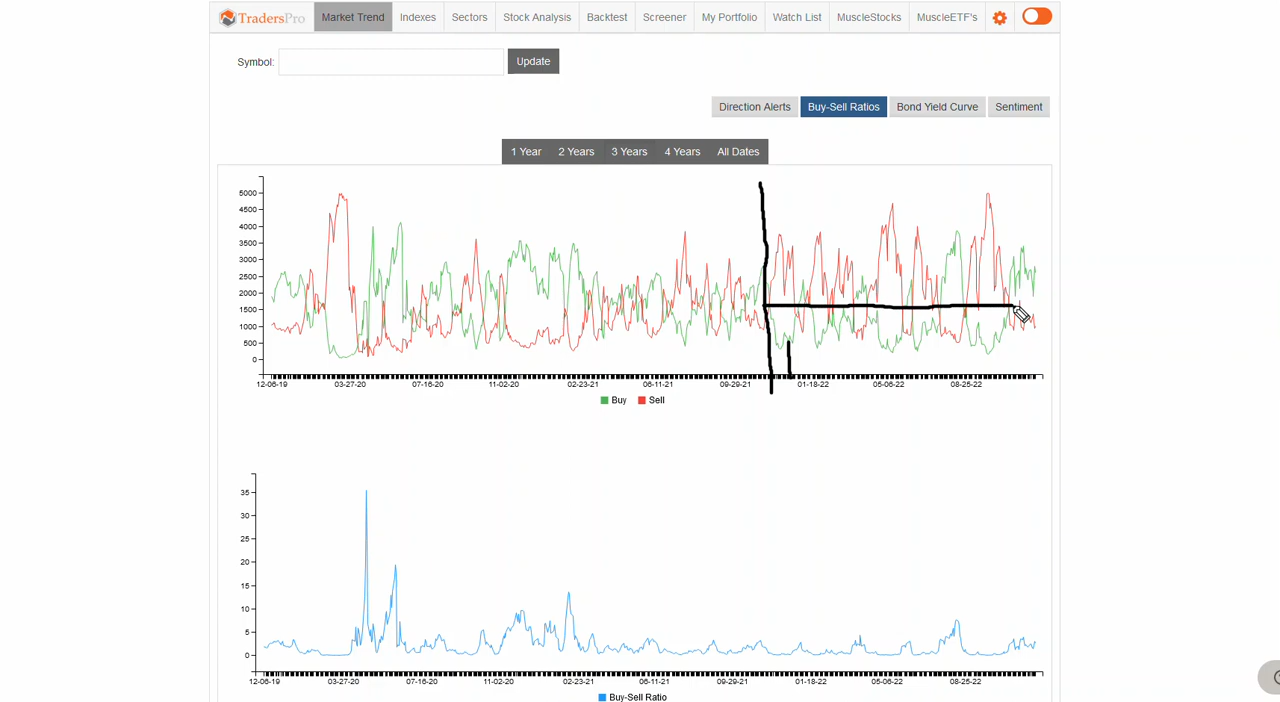 TradersPro Market Trend Indexes Sectors Stock Analysis Backtest Screener My Portfolio Watch List MuscleStocks MuscleETF's
Symbol: Update
Direction Alerts Buy-Sell Ratios Bond Yield Curve Sentiment
1 Year 2 Years 3 Years 4 Years All Dates
5000
4500
4000
3500
3000
2500
2000
1500
1000
500
0
12-06-19 03-27-20 07-16-20 11-02-20 02-23-21 06-11-21 09-29-21 01-18-22 05-06-22 08-25-22
Buy Sell
35
30
25
20
15
10
5
0
12-06-19 03-27-20 07-16-20 11-02-20 02-23-21 06-11-21 09-29-21 01-18-22 05-06-22 08-25-22
Buy-Sell Ratio